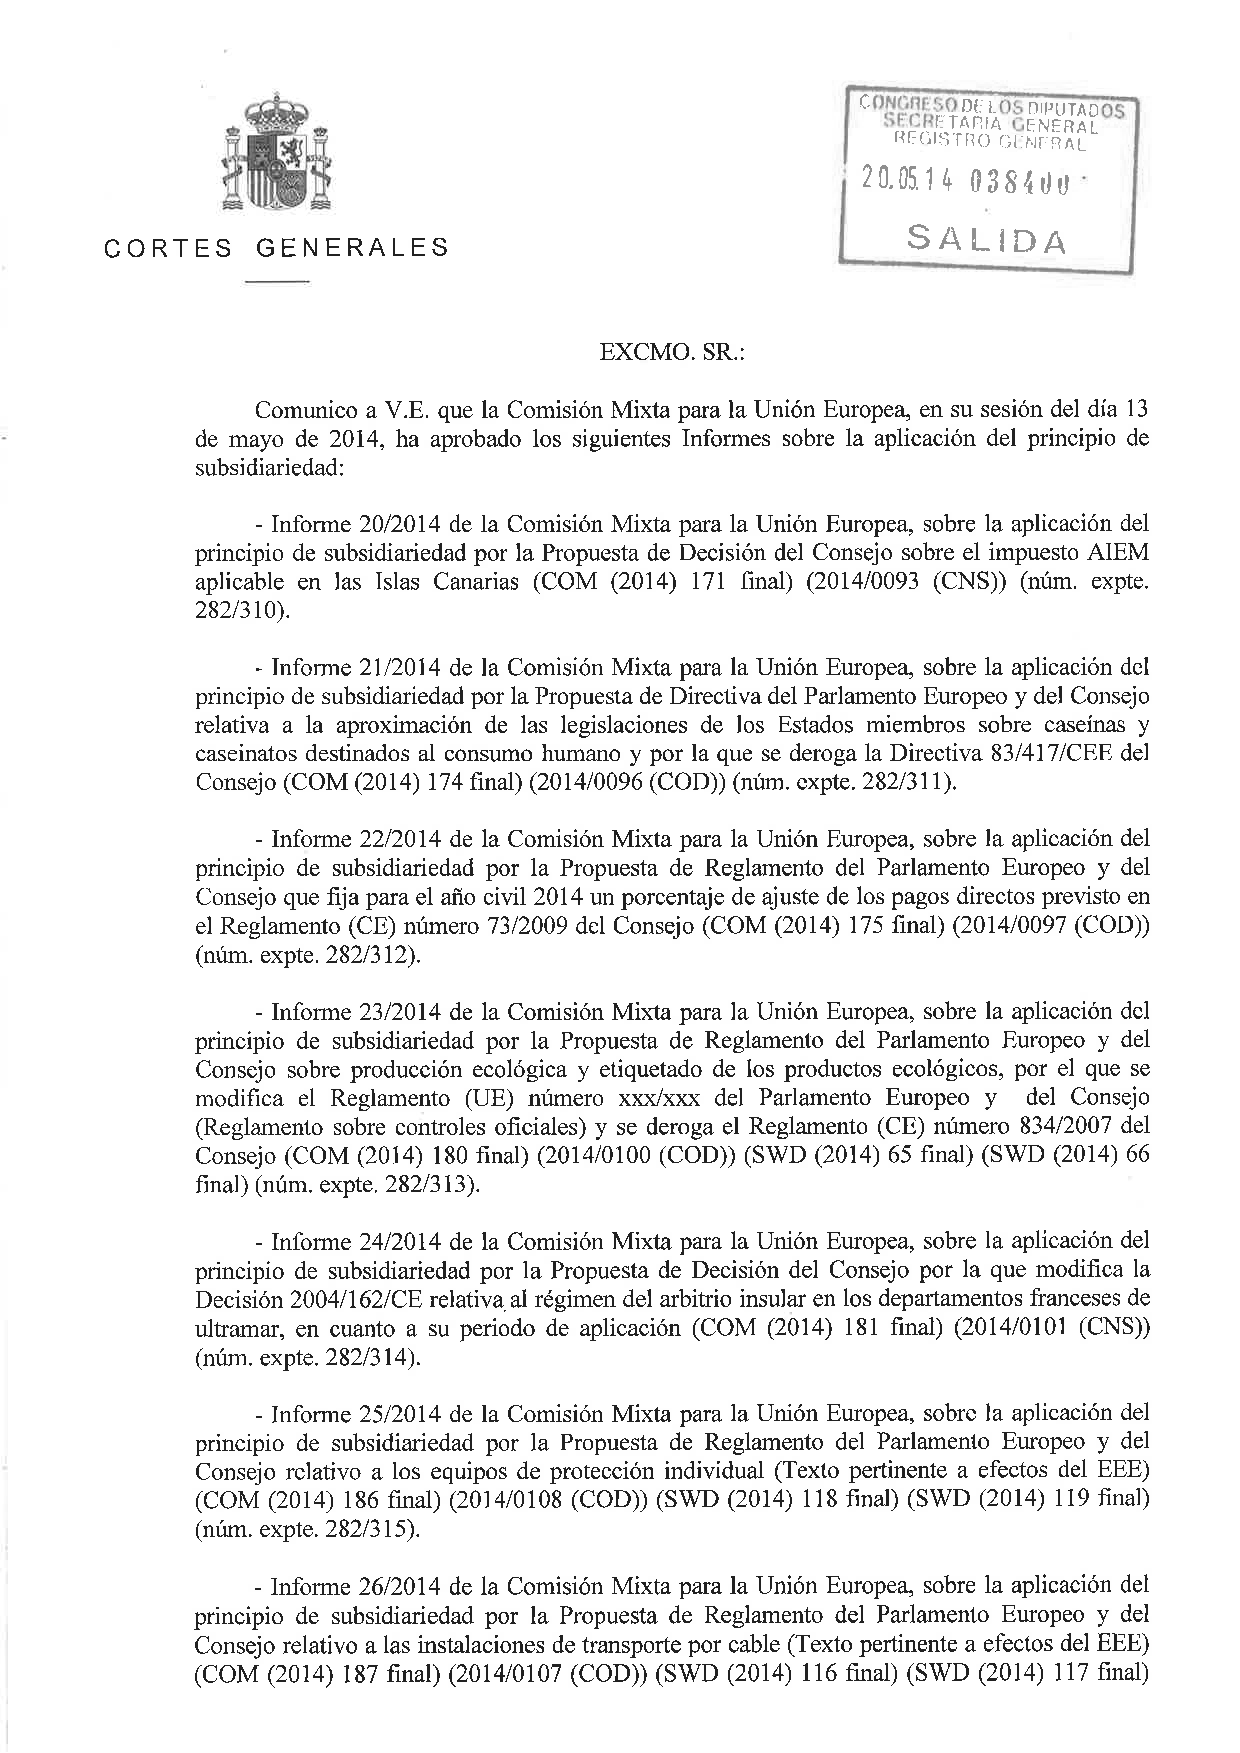 CONGRESO DE LOS DIPUTADOS
SECRETARIA GENERAL
REGISTRO GENERAL
20.05.14 038400
SALIDA
CORTES GENERALES
EXCMO. SR.:
Comunico a V.E. que la Comisión Mixta para la Unión Europea, en su sesión del día 13
de mayo de 2014, ha aprobado los siguientes Informes sobre la aplicación del principio de
subsidiariedad:
- Informe 20/2014 de la Comisión Mixta para la Unión Europea, sobre la aplicación del
principio de subsidiariedad por la Propuesta de Decisión del Consejo sobre el impuesto AIEM
aplicable en las Islas Canarias (COM (2014) 171 final) (2014/0093 (CNS)) (núm. expte.
282/310).
- Informe 21/2014 de la Comisión Mixta para la Unión Europea, sobre la aplicación del
principio de subsidiariedad por la Propuesta de Directiva del Parlamento Europeo y del Consejo
relativa a la aproximación de las legislaciones de los Estados miembros sobre caseínas y
caseinatos destinados al consumo humano y por la que se deroga la Directiva 83/417/CEE del
Consejo (COM (2014) 174 final) (2014/0096 (COD)) (núm. expte. 282/311).
- Informe 22/2014 de la Comisión Mixta para la Unión Europea, sobre la aplicación del
principio de subsidiariedad por la Propuesta de Reglamento del Parlamento Europeo y del
Consejo que fija para el año civil 2014 un porcentaje de ajuste de los pagos directos previsto en
el Reglamento (CE) número 73/2009 del Consejo (COM (2014) 175 final) (2014/0097 (COD))
(núm. expte. 282/312).
- Informe 23/2014 de la Comisión Mixta para la Unión Europea, sobre la aplicación del
principio de subsidiariedad por la Propuesta de Reglamento del Parlamento Europeo y del
Consejo sobre producción ecológica y etiquetado de los productos ecológicos, por el que se
modifica el Reglamento (UE) número xxx/xxx del Parlamento Europeo y del Consejo
(Reglamento sobre controles oficiales) y se deroga el Reglamento (CE) número 834/2007 del
Consejo (COM (2014) 180 final) (2014/0100 (COD)) (SWD (2014) 65 final) (SWD (2014) 66
final) (núm. expte. 282/313).
- Informe 24/2014 de la Comisión Mixta para la Unión Europea, sobre la aplicación del
principio de subsidiariedad por la Propuesta de Decisión del Consejo por la que modifica la
Decisión 2004/162/CE relativa al régimen del arbitrio insular en los departamentos franceses de
ultramar, en cuanto a su periodo de aplicación (COM (2014) 181 final) (2014/0101 (CNS))
(núm. expte. 282/314).
- Informe 25/2014 de la Comisión Mixta para la Unión Europea, sobre la aplicación del
principio de subsidiariedad por la Propuesta de Reglamento del Parlamento Europeo y del
Consejo relativo a los equipos de protección individual (Texto pertinente a efectos del EEE)
(COM (2014) 186 final) (2014/0108 (COD)) (SWD (2014) 118 final) (SWD (2014) 119 final)
(núm. expte. 282/315).
- Informe 26/2014 de la Comisión Mixta para la Unión Europea, sobre la aplicación del
principio de subsidiariedad por la Propuesta de Reglamento del Parlamento Europeo y del
Consejo relativo a las instalaciones de transporte por cable (Texto pertinente a efectos del EEE)
(COM (2014) 187 final) (2014/0107 (COD)) (SWD (2014) 116 final) (SWD (2014) 117 final)